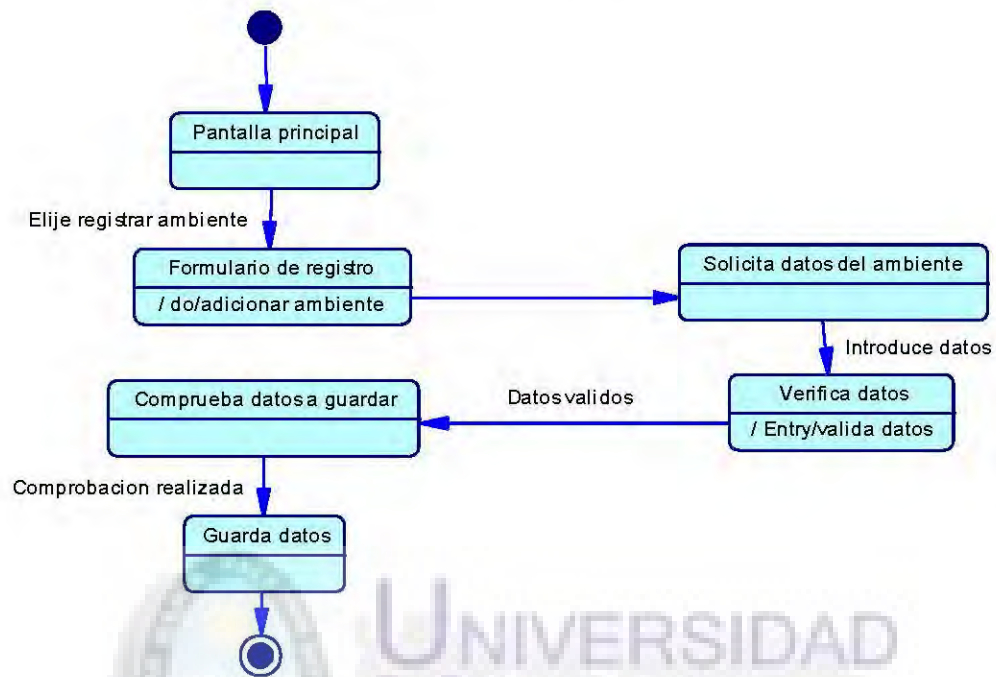 Pantalla principal
Elije registrar ambiente
Formulario de registro
/ do/adicionar ambiente
Solicita datos del ambiente
Introduce datos
Verifica datos
/ Entry/valida datos
Datos validos
Comprueba datos a guardar
Comprobacion realizada
Guarda datos
UNIVERSIDAD